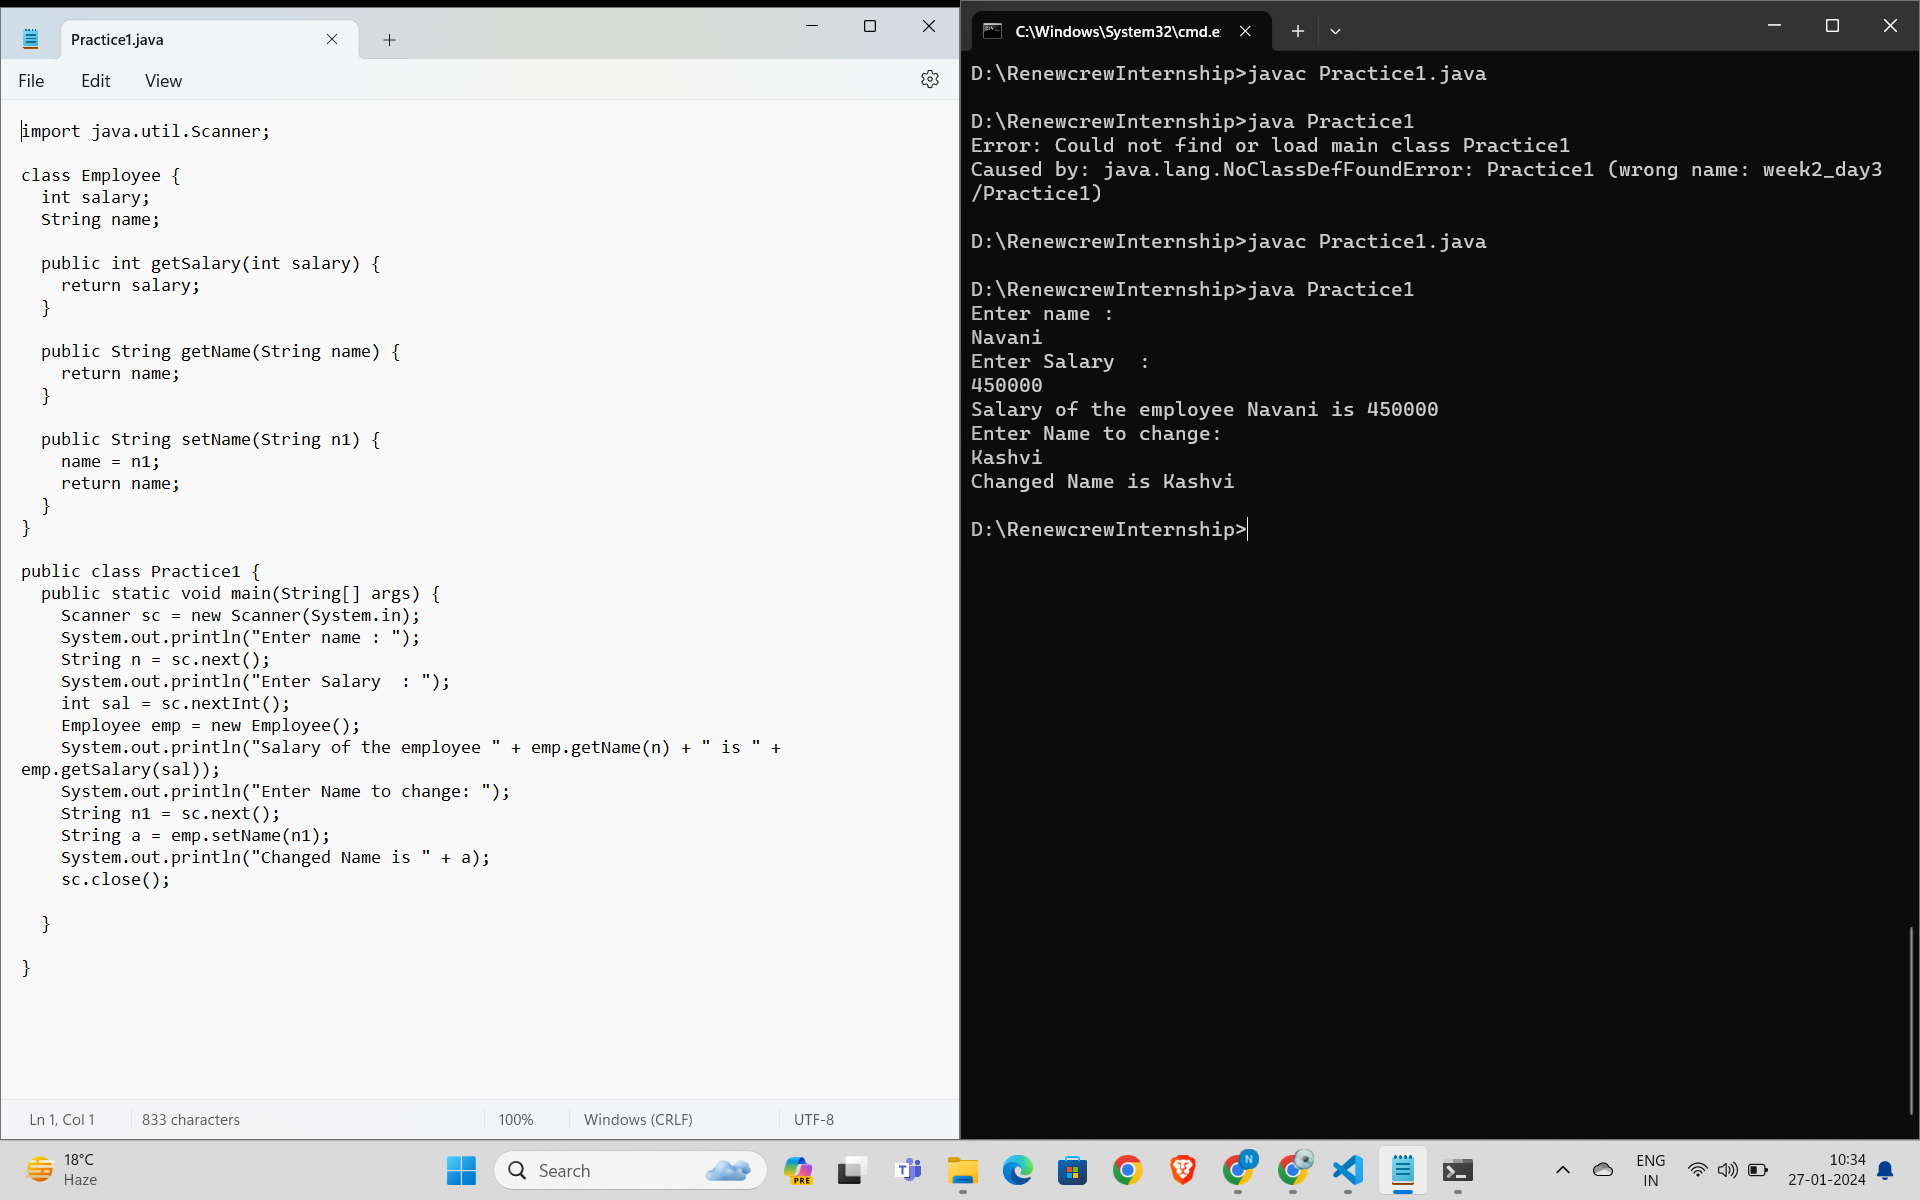 Practice1.java
File Edit View
import java.util.Scanner;
class Employee {
  int salary;
  String name;
  public int getSalary(int salary) {
    return salary;
  }
  public String getName(String name) {
    return name;
  }
  public String setName(String n1) {
    name = n1;
    return name;
  }
}
public class Practice1 {
  public static void main(String[] args) {
    Scanner sc = new Scanner(System.in);
    System.out.println("Enter name : ");
    String n = sc.next();
    System.out.println("Enter Salary  : ");
    int sal = sc.nextInt();
    Employee emp = new Employee();
    System.out.println("Salary of the employee " + emp.getName(n) + " is " +
emp.getSalary(sal));
    System.out.println("Enter Name to change: ");
    String n1 = sc.next();
    String a = emp.setName(n1);
    System.out.println("Changed Name is " + a);
    sc.close();
  }
}
Ln 1, Col 1 833 characters 100% Windows (CRLF) UTF-8
C:\Windows\System32\cmd.e
D:\RenewcrewInternship>javac Practice1.java
D:\RenewcrewInternship>java Practice1
Error: Could not find or load main class Practice1
Caused by: java.lang.NoClassDefFoundError: Practice1 (wrong name: week2_day3
/Practice1)
D:\RenewcrewInternship>javac Practice1.java
D:\RenewcrewInternship>java Practice1
Enter name :
Navani
Enter Salary  :
450000
Salary of the employee Navani is 450000
Enter Name to change:
Kashvi
Changed Name is Kashvi
D:\RenewcrewInternship>
18°C
Haze
Search
PRE
N
ENG
IN
10:34
27-01-2024